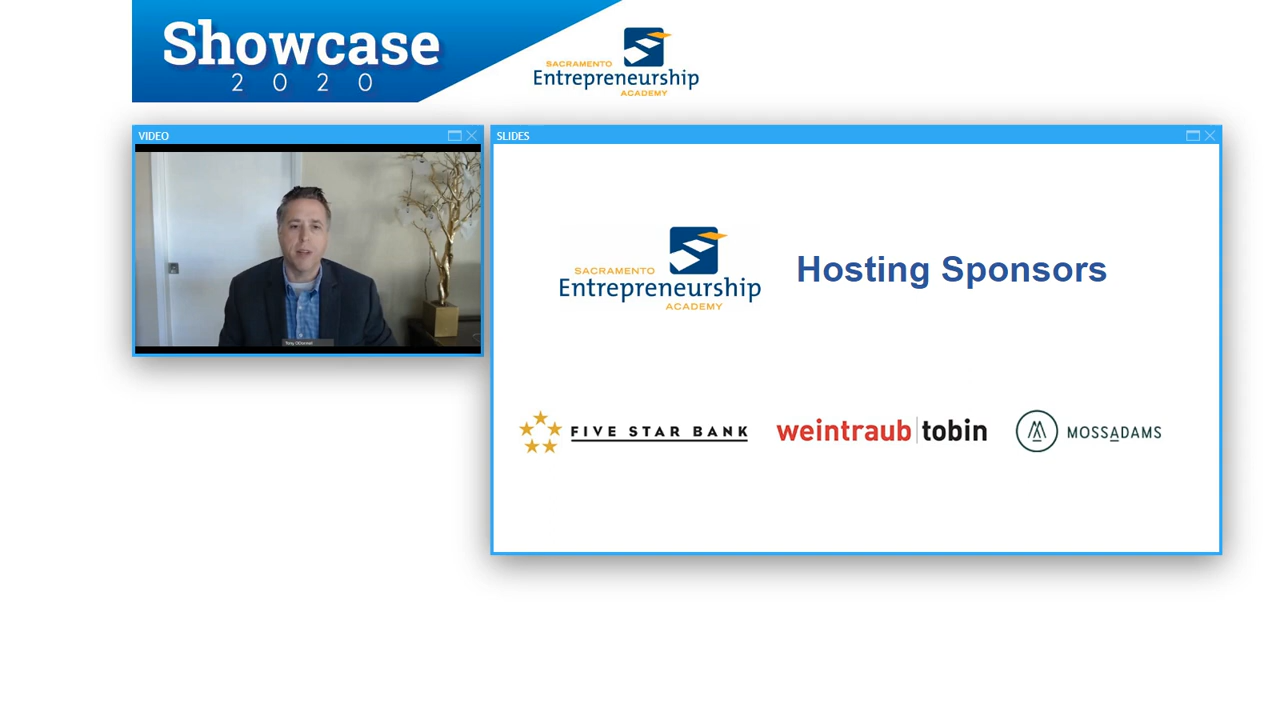 Showcase
2020
SACRAMENTO
Entrepreneurship
ACADEMY
VIDEO
SLIDES
SACRAMENTO
Entrepreneurship
ACADEMY
Hosting Sponsors
FIVE STAR BANK
weintraub|tobin
MOSSADAMS